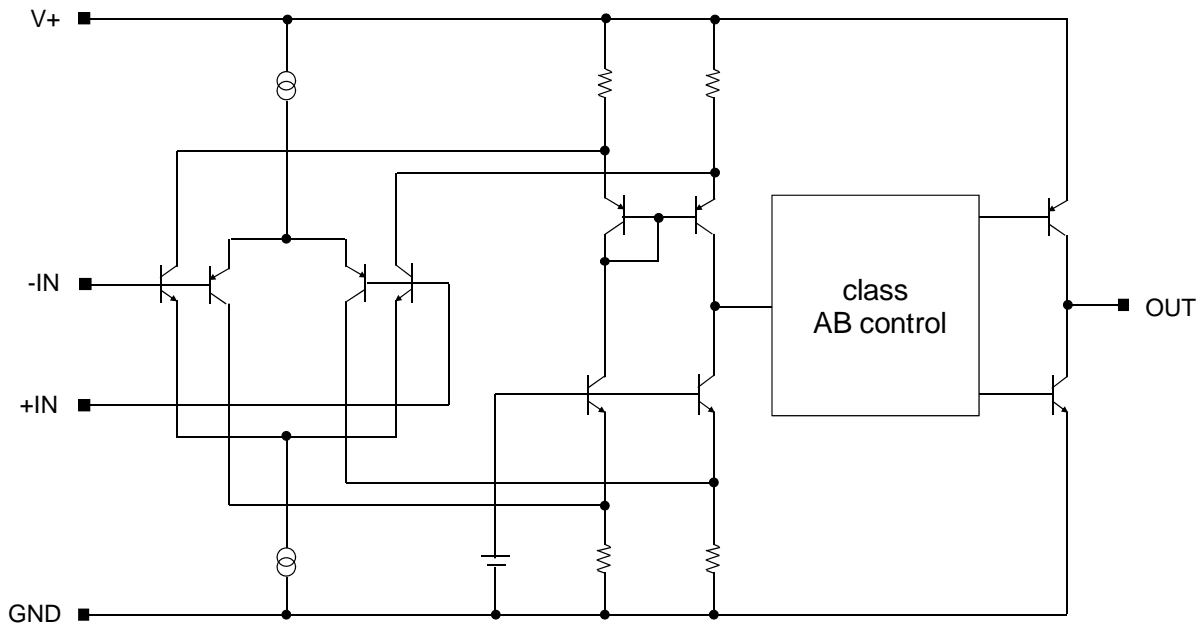 V+
-IN
class
AB control
OUT
+IN
GND